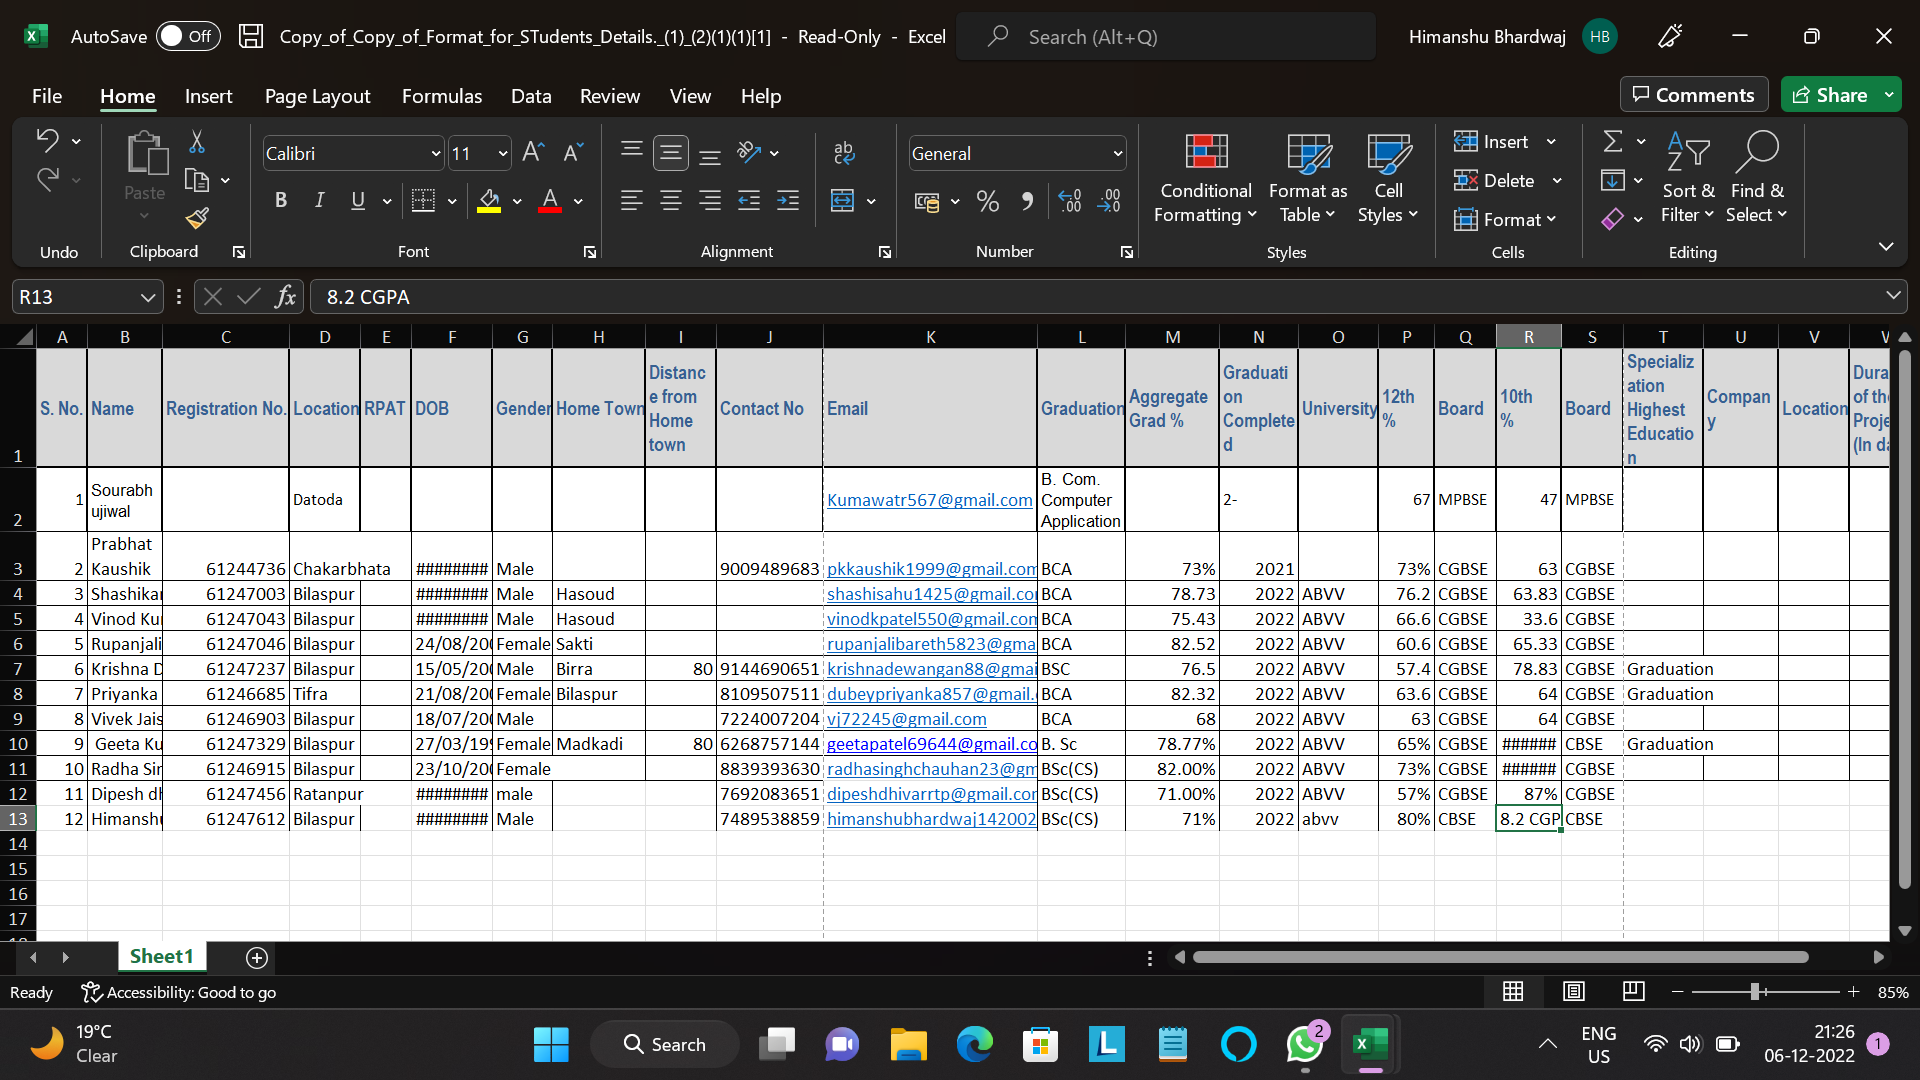 AutoSave Off Copy_of_Copy_of_Format_for_STudents_Details._(1)_(2)(1)(1)[1] - Read-Only - Excel Search (Alt+Q) Himanshu Bhardwaj HB
File Home Insert Page Layout Formulas Data Review View Help Comments Share
Paste
Calibri 11
B I U A
General
Conditional Formatting
Format as Table
Cell Styles
Insert
Delete
Format
Sort & Filter
Find & Select
Undo Clipboard Font Alignment Number Styles Cells Editing
R13 fx 8.2 CGPA
A B C D E F G H I J K L M N O P Q R S T U V
1 S. No. Name Registration No. Location RPAT DOB Gender Home Town Distance from Home town Contact No Email Graduation Aggregate Grad % Graduation Completed University 12th % Board 10th % Board Specialization Highest Education Company Location Dura of the Proje (In da
2 1 Sourabh ujiwal Datoda Kumawatr567@gmail.com B. Com. Computer Application 2- 67 MPBSE 47 MPBSE
3 2 Prabhat Kaushik 61244736 Chakarbhata ######## Male 9009489683 pkkaushik1999@gmail.com BCA 73% 2021 73% CGBSE 63 CGBSE
4 3 Shashikar 61247003 Bilaspur ######## Male Hasoud shashisahu1425@gmail.co BCA 78.73 2022 ABVV 76.2 CGBSE 63.83 CGBSE
5 4 Vinod Ku 61247043 Bilaspur ######## Male Hasoud vinodkpatel550@gmail.com BCA 75.43 2022 ABVV 66.6 CGBSE 33.6 CGBSE
6 5 Rupanjali 61247046 Bilaspur 24/08/200 Female Sakti rupanjalibareth5823@gma BCA 82.52 2022 ABVV 60.6 CGBSE 65.33 CGBSE
7 6 Krishna D 61247237 Bilaspur 15/05/200 Male Birra 80 9144690651 krishnadewangan88@gmai BSC 76.5 2022 ABVV 57.4 CGBSE 78.83 CGBSE Graduation
8 7 Priyanka 61246685 Tifra 21/08/200 Female Bilaspur 8109507511 dubeypriyanka857@gmail. BCA 82.32 2022 ABVV 63.6 CGBSE 64 CGBSE Graduation
9 8 Vivek Jais 61246903 Bilaspur 18/07/200 Male 7224007204 vj72245@gmail.com BCA 68 2022 ABVV 63 CGBSE 64 CGBSE
10 9 Geeta Ku 61247329 Bilaspur 27/03/199 Female Madkadi 80 6268757144 geetapatel69644@gmail.co B. Sc 78.77% 2022 ABVV 65% CGBSE ###### CBSE Graduation
11 10 Radha Sin 61246915 Bilaspur 23/10/200 Female 8839393630 radhasinghchauhan23@gm BSc(CS) 82.00% 2022 ABVV 73% CGBSE ###### CGBSE
12 11 Dipesh dh 61247456 Ratanpur ######## male 7692083651 dipeshdhivarrtp@gmail.com BSc(CS) 71.00% 2022 ABVV 57% CGBSE 87% CGBSE
13 12 Himanshu 61247612 Bilaspur ######## Male 7489538859 himanshubhardwaj142002 BSc(CS) 71% 2022 abvv 80% CBSE 8.2 CGP CBSE
14
15
16
17
Sheet1
Ready Accessibility: Good to go 85%
19°C
Clear
Search
2
ENG
US
21:26
06-12-2022
1